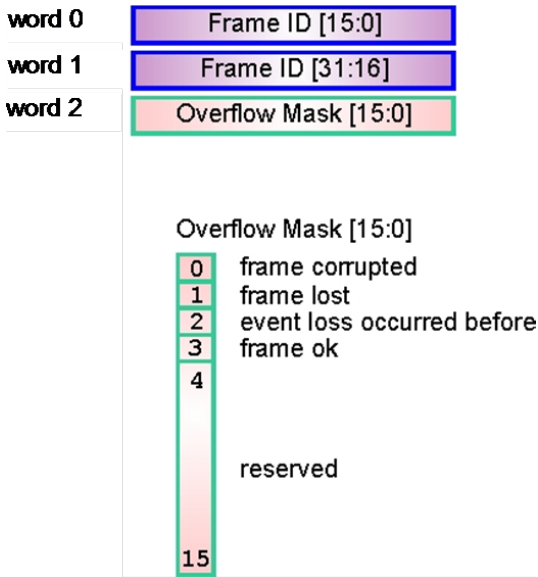 word 0 Frame ID [15:0]
word 1 Frame ID [31:16]
word 2 Overflow Mask [15:0]
Overflow Mask [15:0]
0 frame corrupted
1 frame lost
2 event loss occurred before
3 frame ok
4
reserved
15